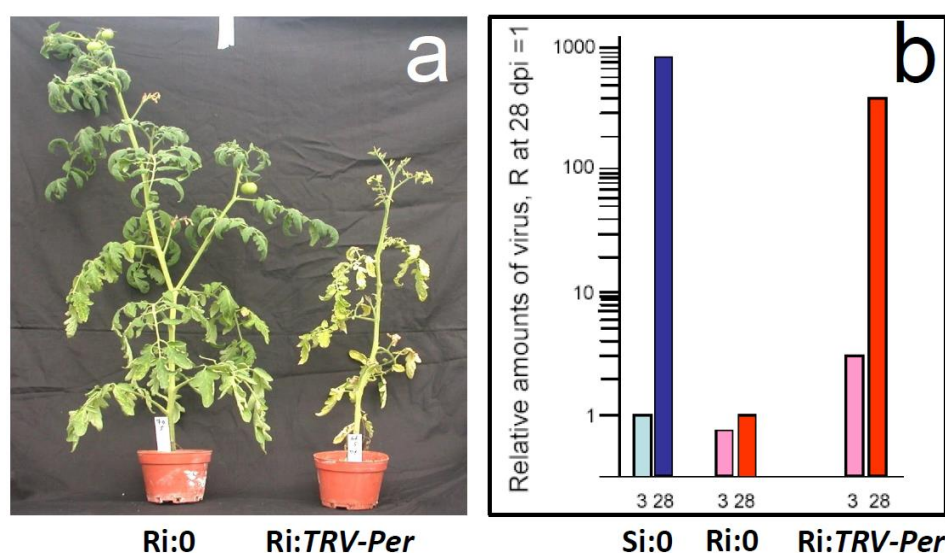 a
Ri:0 Ri:TRV-Per
b
Relative amounts of virus, R at 28 dpi =1
1000
100
10
1
3 28 3 28 3 28
Si:0 Ri:0 Ri:TRV-Per